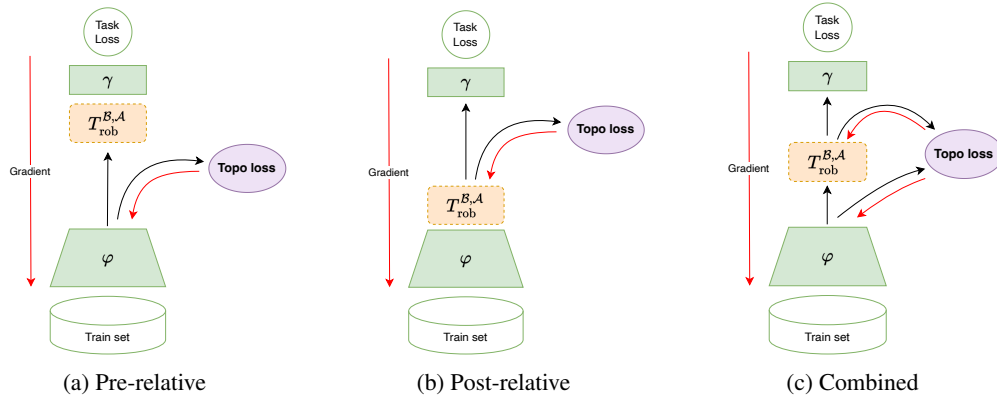 Task
Loss
γ
T_rob^{B,A}
Gradient
Topo loss
φ
Train set
(a) Pre-relative
Task
Loss
γ
Topo loss
Gradient
T_rob^{B,A}
φ
Train set
(b) Post-relative
Task
Loss
γ
Topo loss
T_rob^{B,A}
Gradient
φ
Train set
(c) Combined